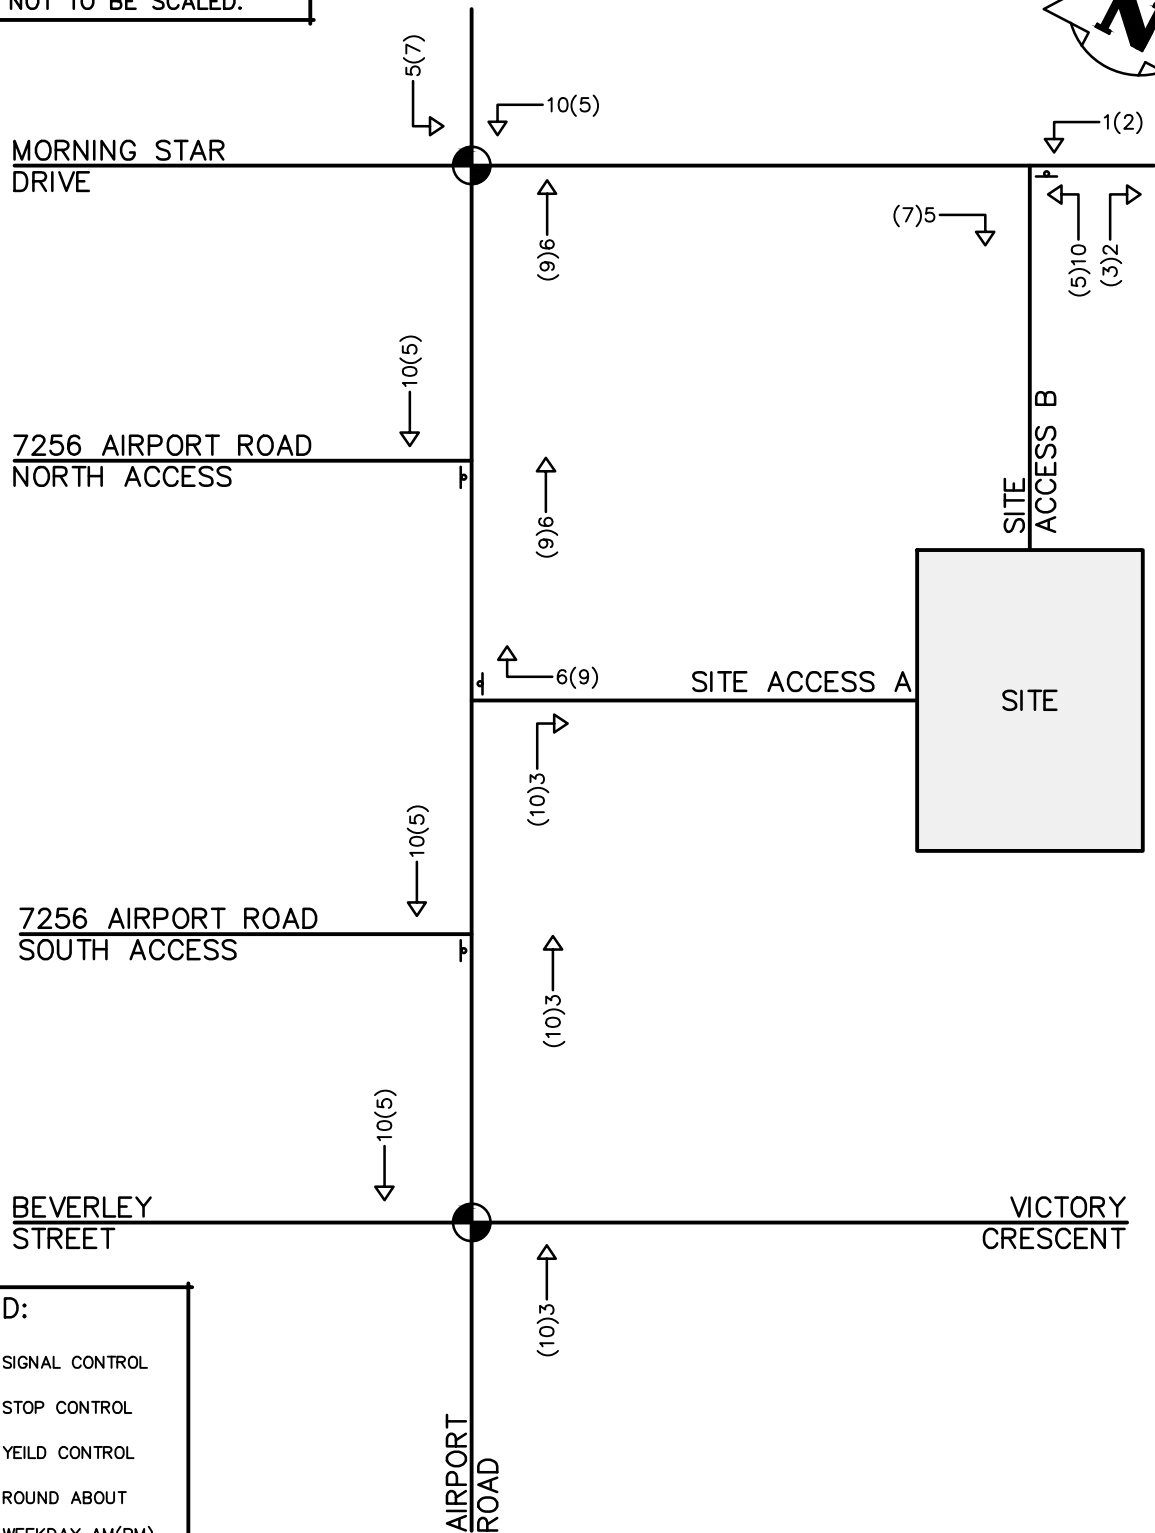 NOT TO BE SCALED.
N
5(7)
10(5)
1(2)
MORNING STAR
DRIVE
(7)5
(9)6
(5)10
(3)2
10(5)
7256 AIRPORT ROAD
NORTH ACCESS
(9)6
SITE
ACCESS B
6(9)
SITE ACCESS A
SITE
(10)3
10(5)
7256 AIRPORT ROAD
SOUTH ACCESS
(10)3
10(5)
BEVERLEY
STREET
VICTORY
CRESCENT
(10)3
D:
SIGNAL CONTROL
STOP CONTROL
YEILD CONTROL
ROUND ABOUT
WEEKDAY AM(PM)
AIRPORT
ROAD